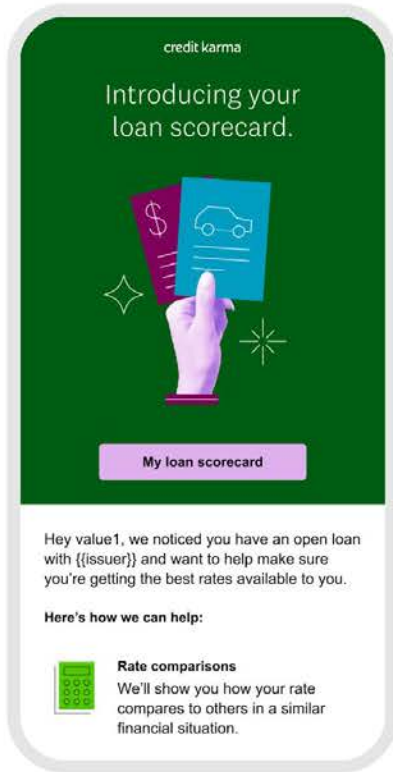 credit karma
Introducing your
loan scorecard.
$
My loan scorecard
Hey value1, we noticed you have an open loan
with {{issuer}} and want to help make sure
you’re getting the best rates available to you.
Here’s how we can help:
Rate comparisons
We’ll show you how your rate
compares to others in a similar
financial situation.